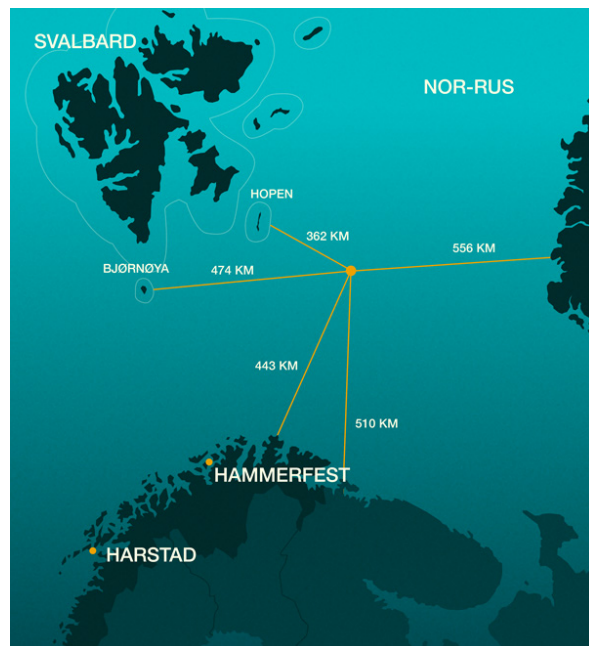 SVALBARD
NOR-RUS
HOPEN
362 KM
556 KM
BJØRNØYA
474 KM
443 KM
510 KM
HAMMERFEST
HARSTAD